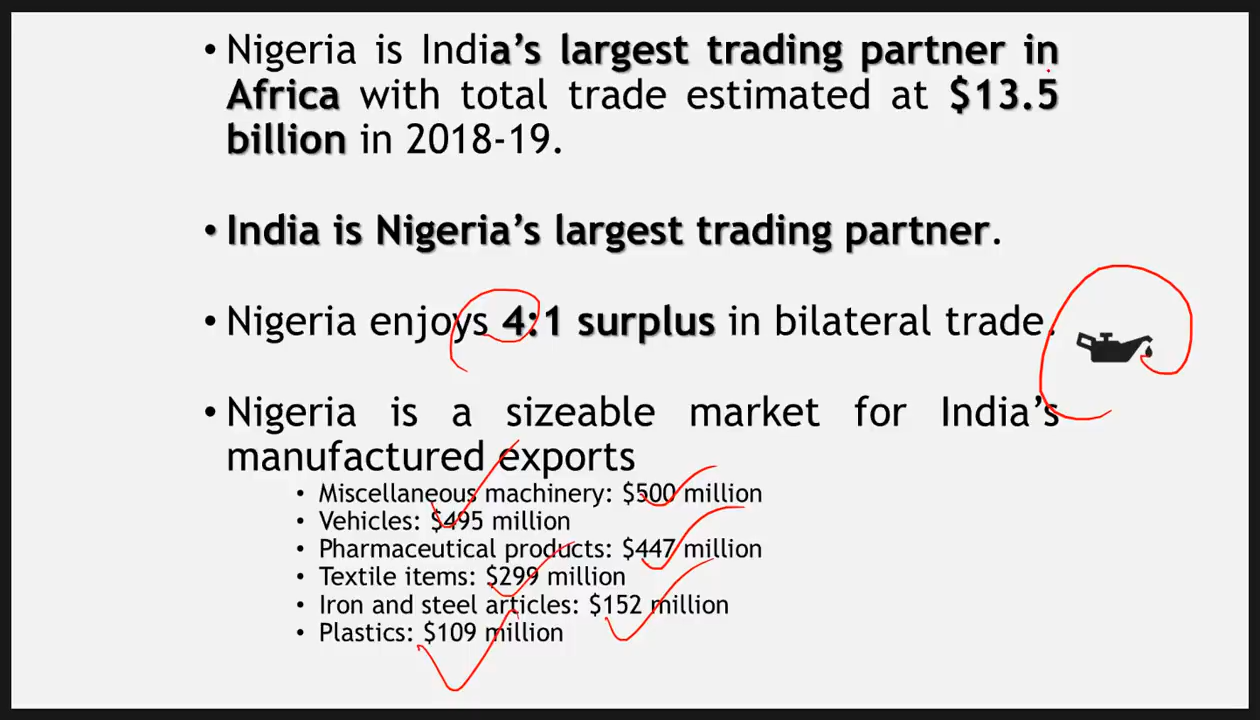 • Nigeria is India's largest trading partner in
Africa with total trade estimated at $13.5
billion in 2018-19.
• India is Nigeria's largest trading partner.
• Nigeria enjoys 4:1 surplus in bilateral trade.
• Nigeria is a sizeable market for India's
manufactured exports
• Miscellaneous machinery: $500 million
• Vehicles: $495 million
• Pharmaceutical products: $447 million
• Textile items: $299 million
• Iron and steel articles: $152 million
• Plastics: $109 million